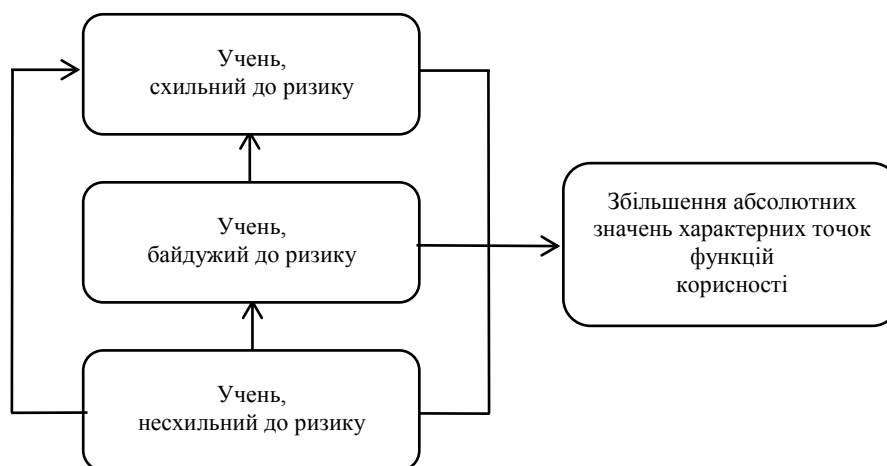 Учень,
схильний до ризику
Учень,
байдужий до ризику
Збільшення абсолютних
значень характерних точок
функцій
корисності
Учень,
несхильний до ризику